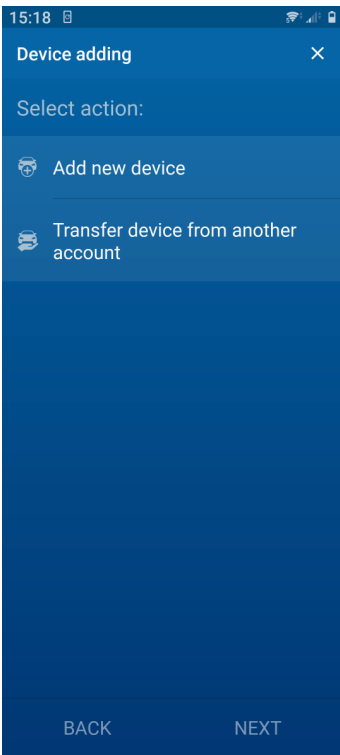 15:18
Device adding
Select action:
Add new device
Transfer device from another
account
BACK NEXT